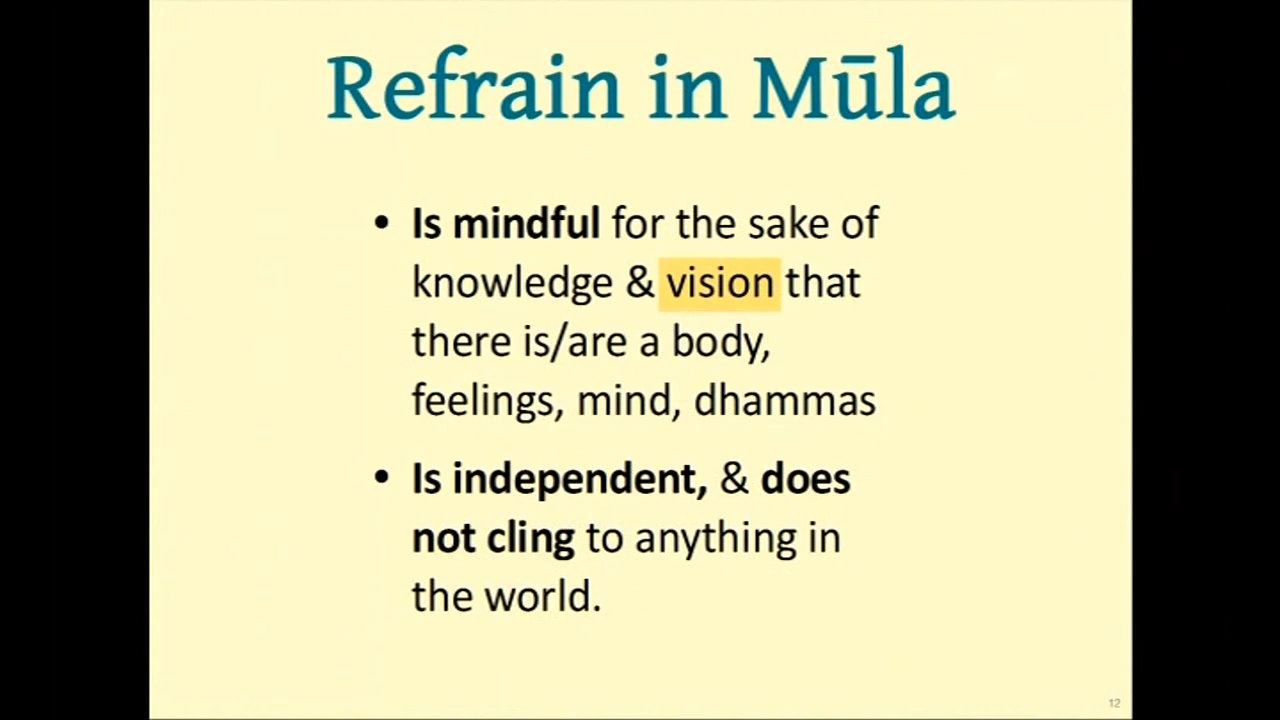 Refrain in Mūla
• Is mindful for the sake of
knowledge & vision that
there is/are a body,
feelings, mind, dhammas
• Is independent, & does
not cling to anything in
the world.
12